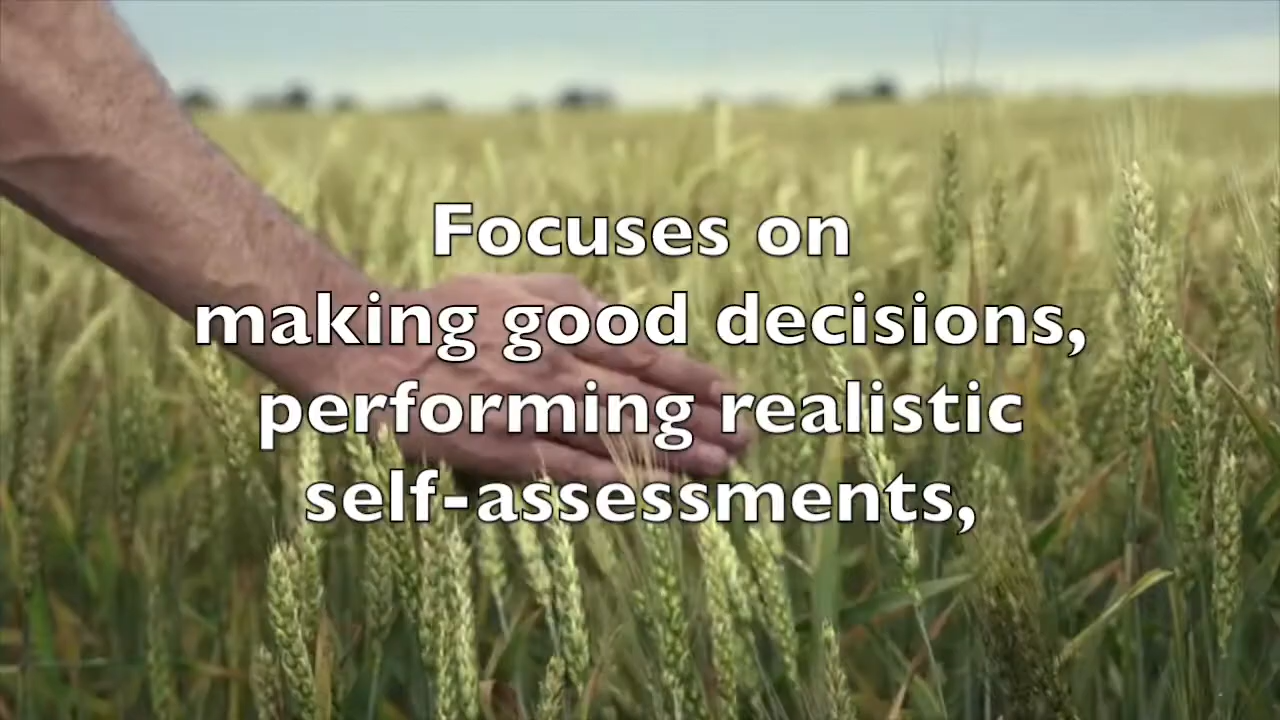 Focuses on
making good decisions,
performing realistic
self-assessments,